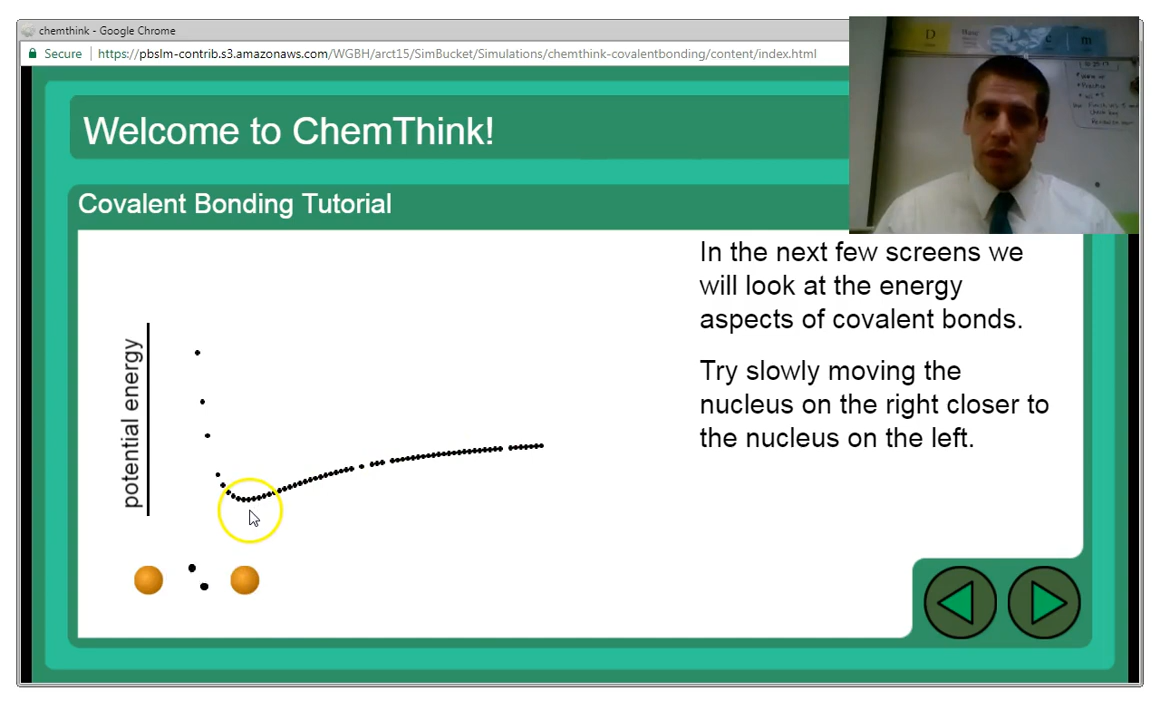 chemthink - Google Chrome
Secure https://pbslm-contrib.s3.amazonaws.com/WGBH/arct15/SimBucket/Simulations/chemthink-covalentbonding/content/index.html
D
c
m
Welcome to ChemThink!
Covalent Bonding Tutorial
In the next few screens we
will look at the energy
aspects of covalent bonds.
Try slowly moving the
nucleus on the right closer to
the nucleus on the left.
potential energy